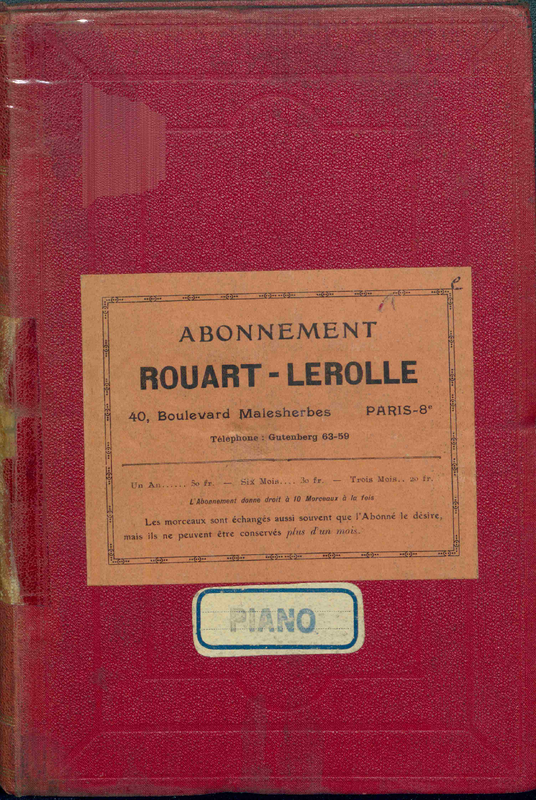 e
ABONNEMENT
ROUART - LEROLLE
40, Boulevard Malesherbes PARIS-8e
Téléphone : Gutenberg 63-59
Un An...... 50 fr. — Six Mois.... 30 fr. — Trois Mois.. 20 fr.
L'Abonnement donne droit à 10 Morceaux à la fois
Les morceaux sont échangés aussi souvent que l'Abonné le désire,
mais ils ne peuvent être conservés plus d'un mois.
PIANO